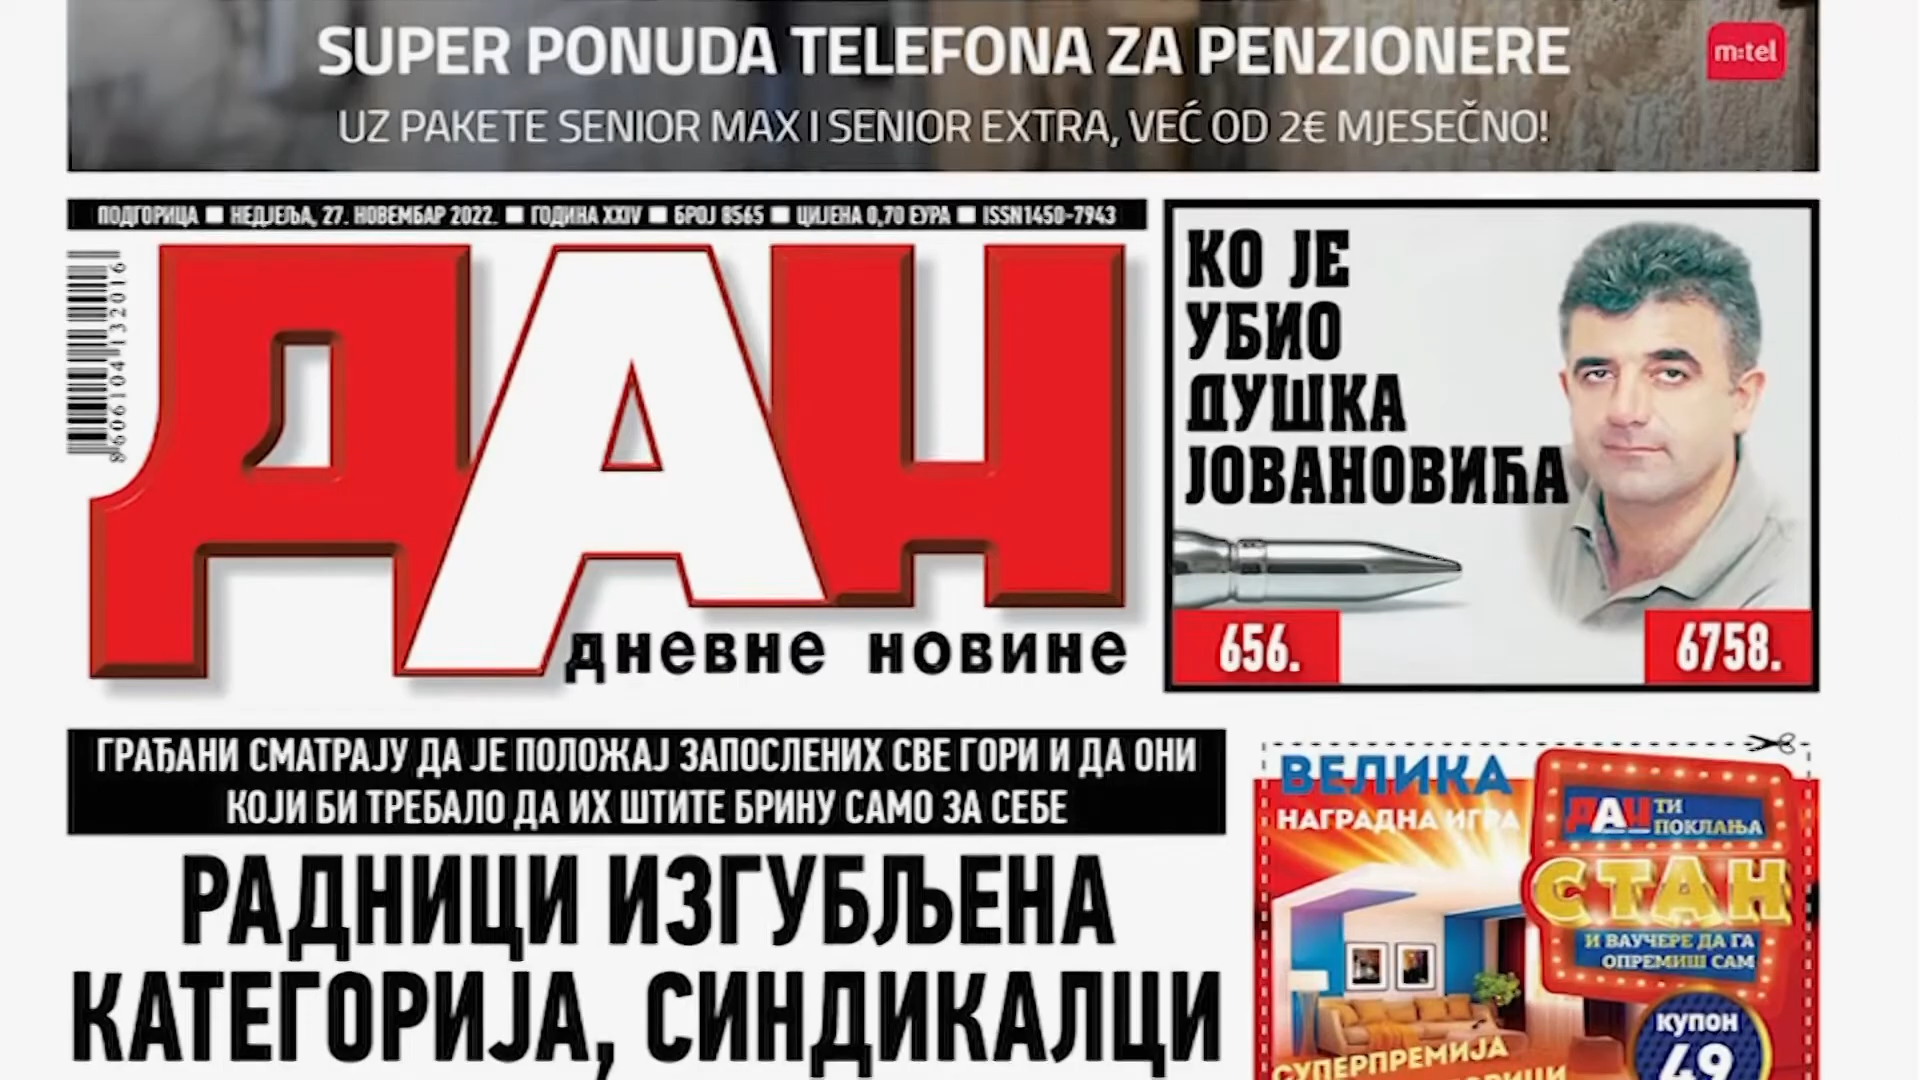 SUPER PONUDA TELEFONA ZA PENZIONERE
m:tel
UZ PAKETE SENIOR MAX I SENIOR EXTRA, VEĆ OD 2€ MJESEČNO!
ПОДГОРИЦА ■ НЕДЈЕЉА, 27. НОВЕМБАР 2022. ■ ГОДИНА XXIV ■ БРОЈ 8565 ■ ЦИЈЕНА 0,70 ЕУРА ■ ISSN1450-7943
8606104132016
ДАН
дневне новине
КО ЈЕ
УБИО
ДУШКА
ЈОВАНОВИЋА
656.
6758.
ГРАЂАНИ СМАТРАЈУ ДА ЈЕ ПОЛОЖАЈ ЗАПОСЛЕНИХ СВЕ ГОРИ И ДА ОНИ
КОЈИ БИ ТРЕБАЛО ДА ИХ ШТИТЕ БРИНУ САМО ЗА СЕБЕ
РАДНИЦИ ИЗГУБЉЕНА
КАТЕГОРИЈА, СИНДИКАЛЦИ
ВЕЛИКА
НАГРАДНА ИГРА
ДАН ТИ
ПОКЛАЊА
СТАН
И ВАУЧЕРЕ ДА ГА
ОПРЕМИШ САМ
КУПОН
49
СУПЕРПРЕМИЈА